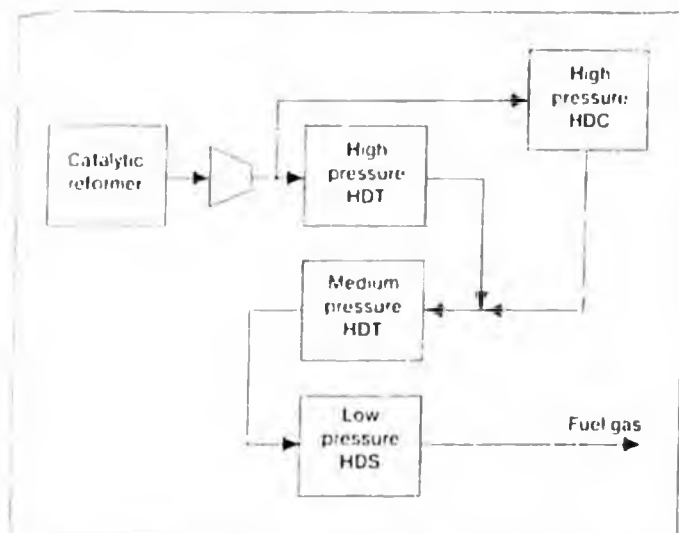 High
pressure
HDC
Catalytic
reformer
High
pressure
HDT
Medium
pressure
HDT
Low
pressure
HDS
Fuel gas